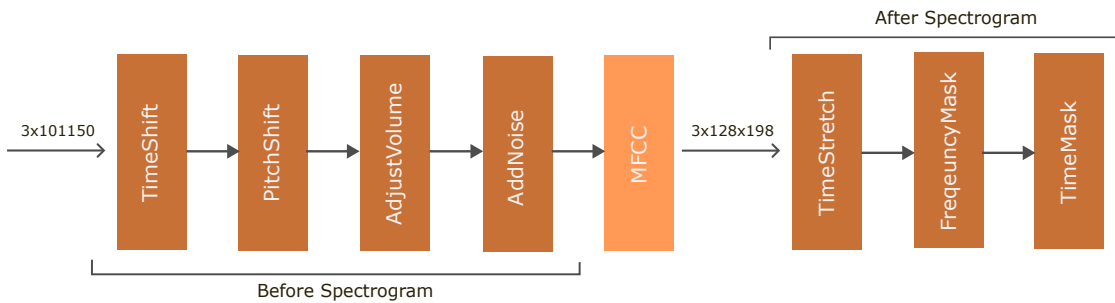 After Spectrogram
3x101150
TimeShift
PitchShift
AdjustVolume
AddNoise
MFCC
3x128x198
TimeStretch
FreqeuncyMask
TimeMask
Before Spectrogram